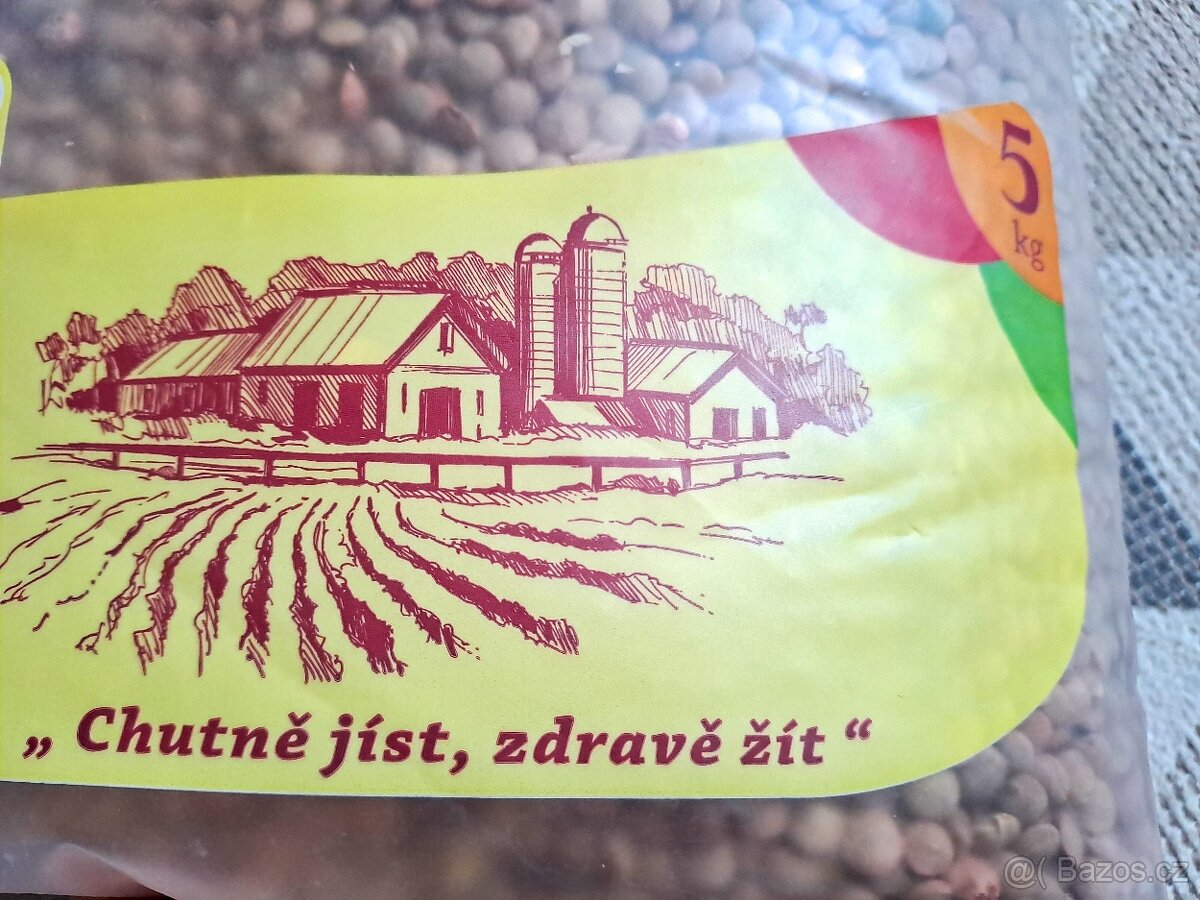 5
kg
„ Chutně jíst, zdravě žít “
@( Bazos.cz